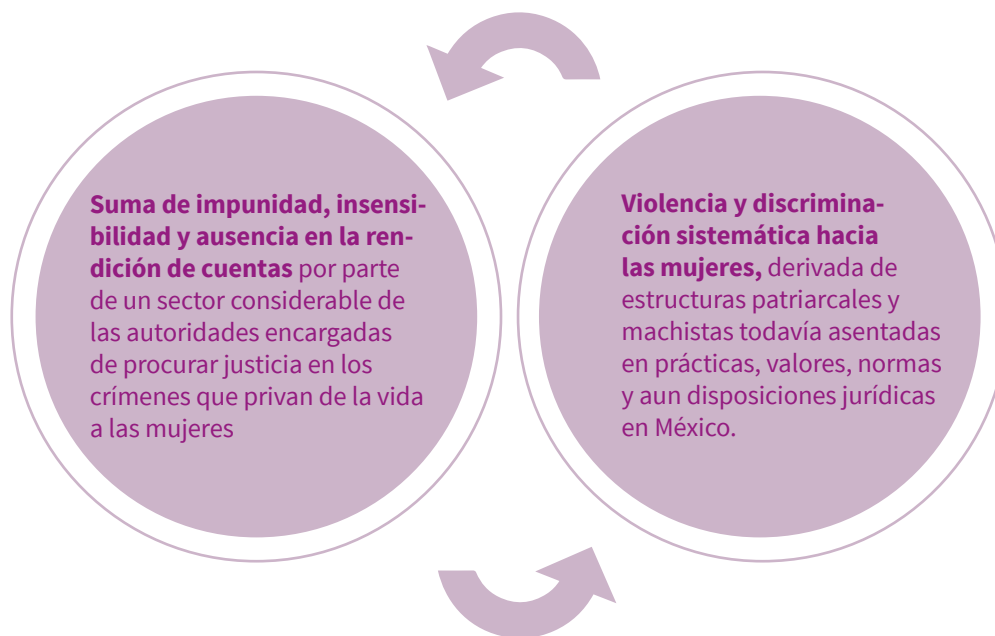 Suma de impunidad, insensi-
bilidad y ausencia en la ren-
dición de cuentas por parte
de un sector considerable de
las autoridades encargadas
de procurar justicia en los
crímenes que privan de la vida
a las mujeres
Violencia y discrimina-
ción sistemática hacia
las mujeres, derivada de
estructuras patriarcales y
machistas todavía asentadas
en prácticas, valores, normas
y aun disposiciones jurídicas
en México.